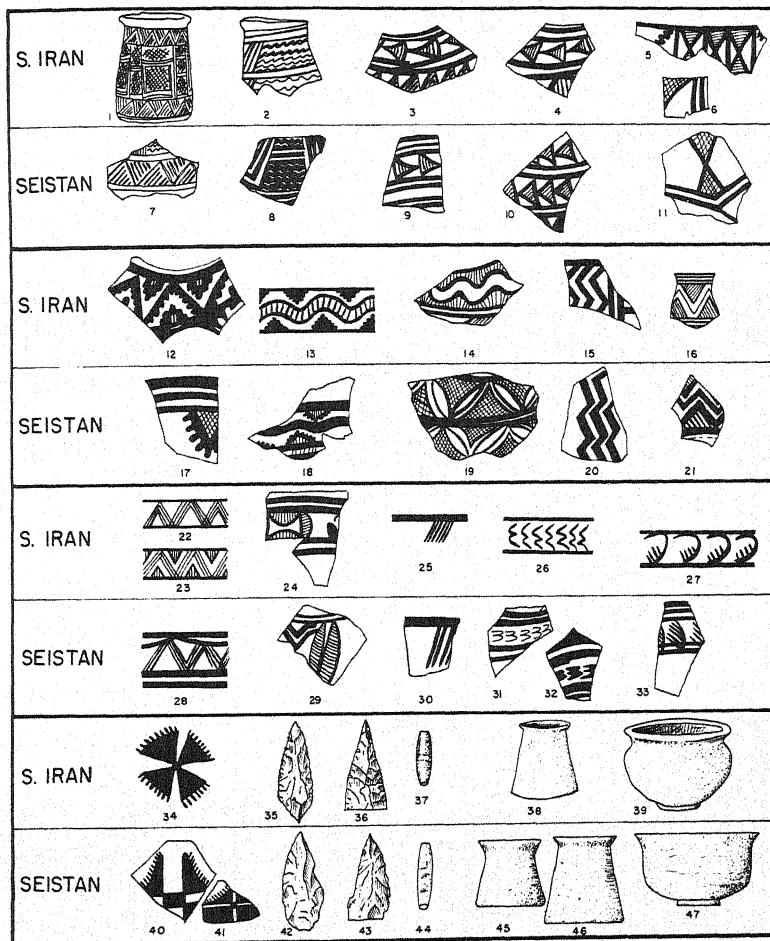 S. IRAN
1 2 3 4 5 6
SEISTAN
7 8 9 10 11
S. IRAN
12 13 14 15 16
SEISTAN
17 18 19 20 21
S. IRAN
22 23 24 25 26 27
SEISTAN
28 29 30 31 32 33
S. IRAN
34 35 36 37 38 39
SEISTAN
40 41 42 43 44 45 46 47